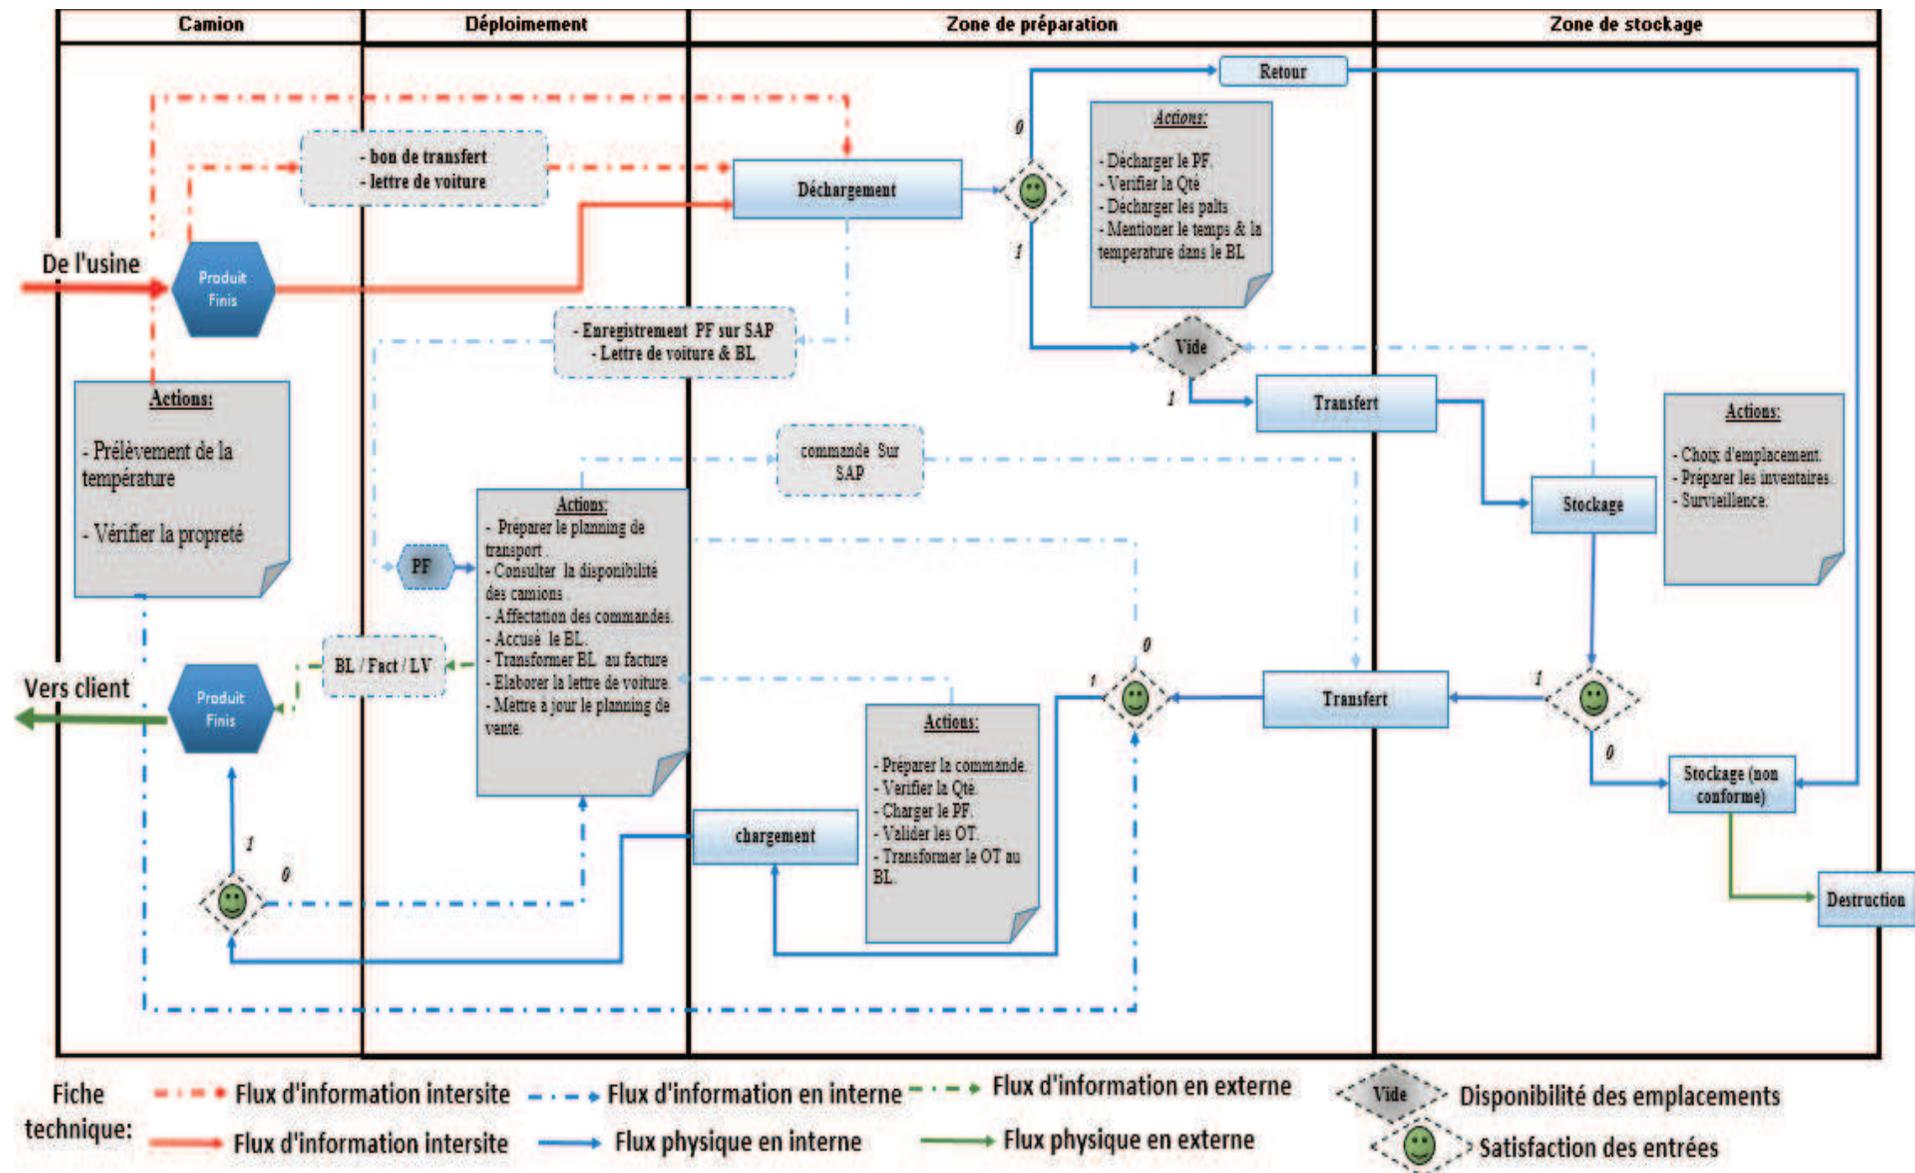 Camion
Déploimement
Zone de préparation
Zone de stockage
Retour
0
Actions:
- Décharger le PF.
- Verifier la Qté
- Décharger les palts
- Mentioner le temps & la
temperature dans le BL
- bon de transfert
- lettre de voiture
Déchargement
1
De l'usine
Produit
Finis
- Enregistrement PF sur SAP
- Lettre de voiture & BL
Vide
1
Transfert
Actions:
- Prélèvement de la
température
- Vérifier la propreté
commande Sur
SAP
Actions:
- Choix d'emplacement.
- Préparer les inventaires.
- Survieillence.
Stockage
PF
Actions:
- Préparer le planning de
transport .
- Consulter la disponibilité
des camions .
- Affectation des commandes.
- Accusé le BL.
- Transformer BL au facture
- Elaborer la lettre de voiture.
- Mettre à jour le planning de
vente.
BL / Fact / LV
Vers client
Produit
Finis
0
1
Transfert
1
0
Actions:
- Préparer la commande.
- Verifier la Qté.
- Charger le PF.
- Valider les OT.
- Transformer le OT au
BL.
Stockage (non
conforme)
chargement
1
0
Destruction
Fiche
technique:
Flux d'information intersite
Flux d'information en interne
Flux d'information en externe
Vide
Disponibilité des emplacements
Flux d'information intersite
Flux physique en interne
Flux physique en externe
Satisfaction des entrées